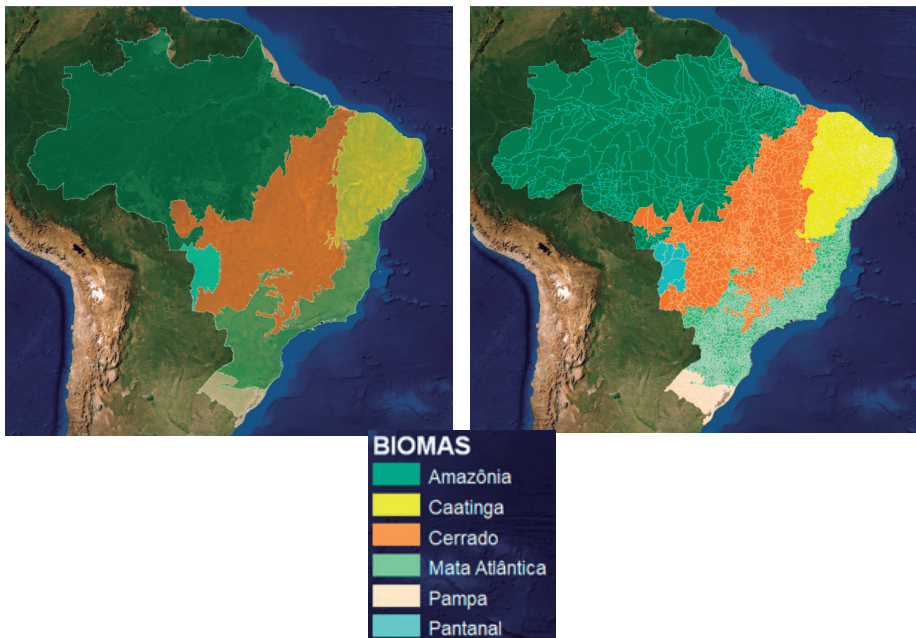 BIOMAS
Amazônia
Caatinga
Cerrado
Mata Atlântica
Pampa
Pantanal